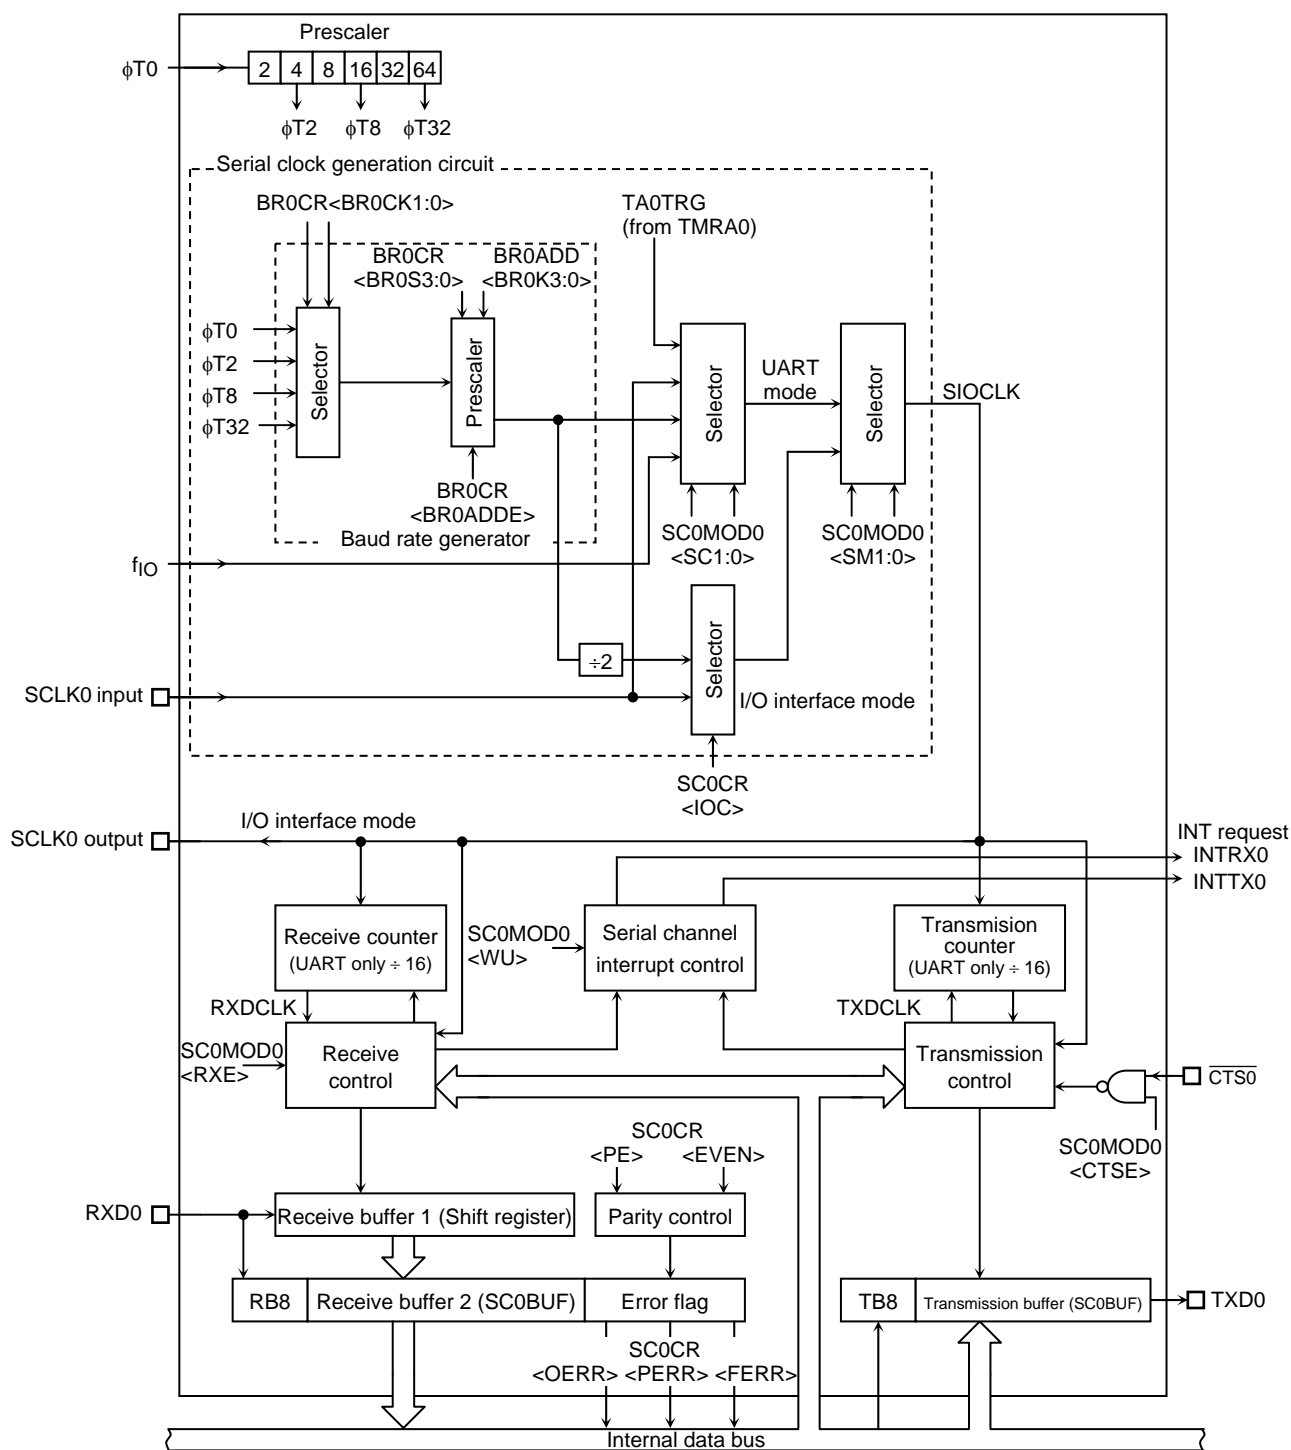 Prescaler
ϕT0
2 4 8 16 32 64
ϕT2 ϕT8 ϕT32
Serial clock generation circuit
BR0CR<BR0CK1:0>
TA0TRG
(from TMRA0)
BR0CR
<BR0S3:0>
BR0ADD
<BR0K3:0>
ϕT0
ϕT2
ϕT8
ϕT32
Selector
Prescaler
Selector
UART
mode
Selector
SIOCLK
BR0CR
<BR0ADDE>
Baud rate generator
SC0MOD0
<SC1:0>
SC0MOD0
<SM1:0>
fIO
÷2
Selector
SCLK0 input
I/O interface mode
SC0CR
<IOC>
SCLK0 output
I/O interface mode
INT request
INTRX0
INTTX0
Receive counter
(UART only ÷ 16)
SC0MOD0
<WU>
Serial channel
interrupt control
Transmision
counter
(UART only ÷ 16)
RXDCLK
TXDCLK
SC0MOD0
<RXE>
Receive
control
Transmission
control
CTS0
SC0MOD0
<CTSE>
SC0CR
<PE> <EVEN>
RXD0
Receive buffer 1 (Shift register)
Parity control
RB8
Receive buffer 2 (SC0BUF)
Error flag
TB8
Transmission buffer (SC0BUF)
TXD0
SC0CR
<OERR> <PERR> <FERR>
Internal data bus